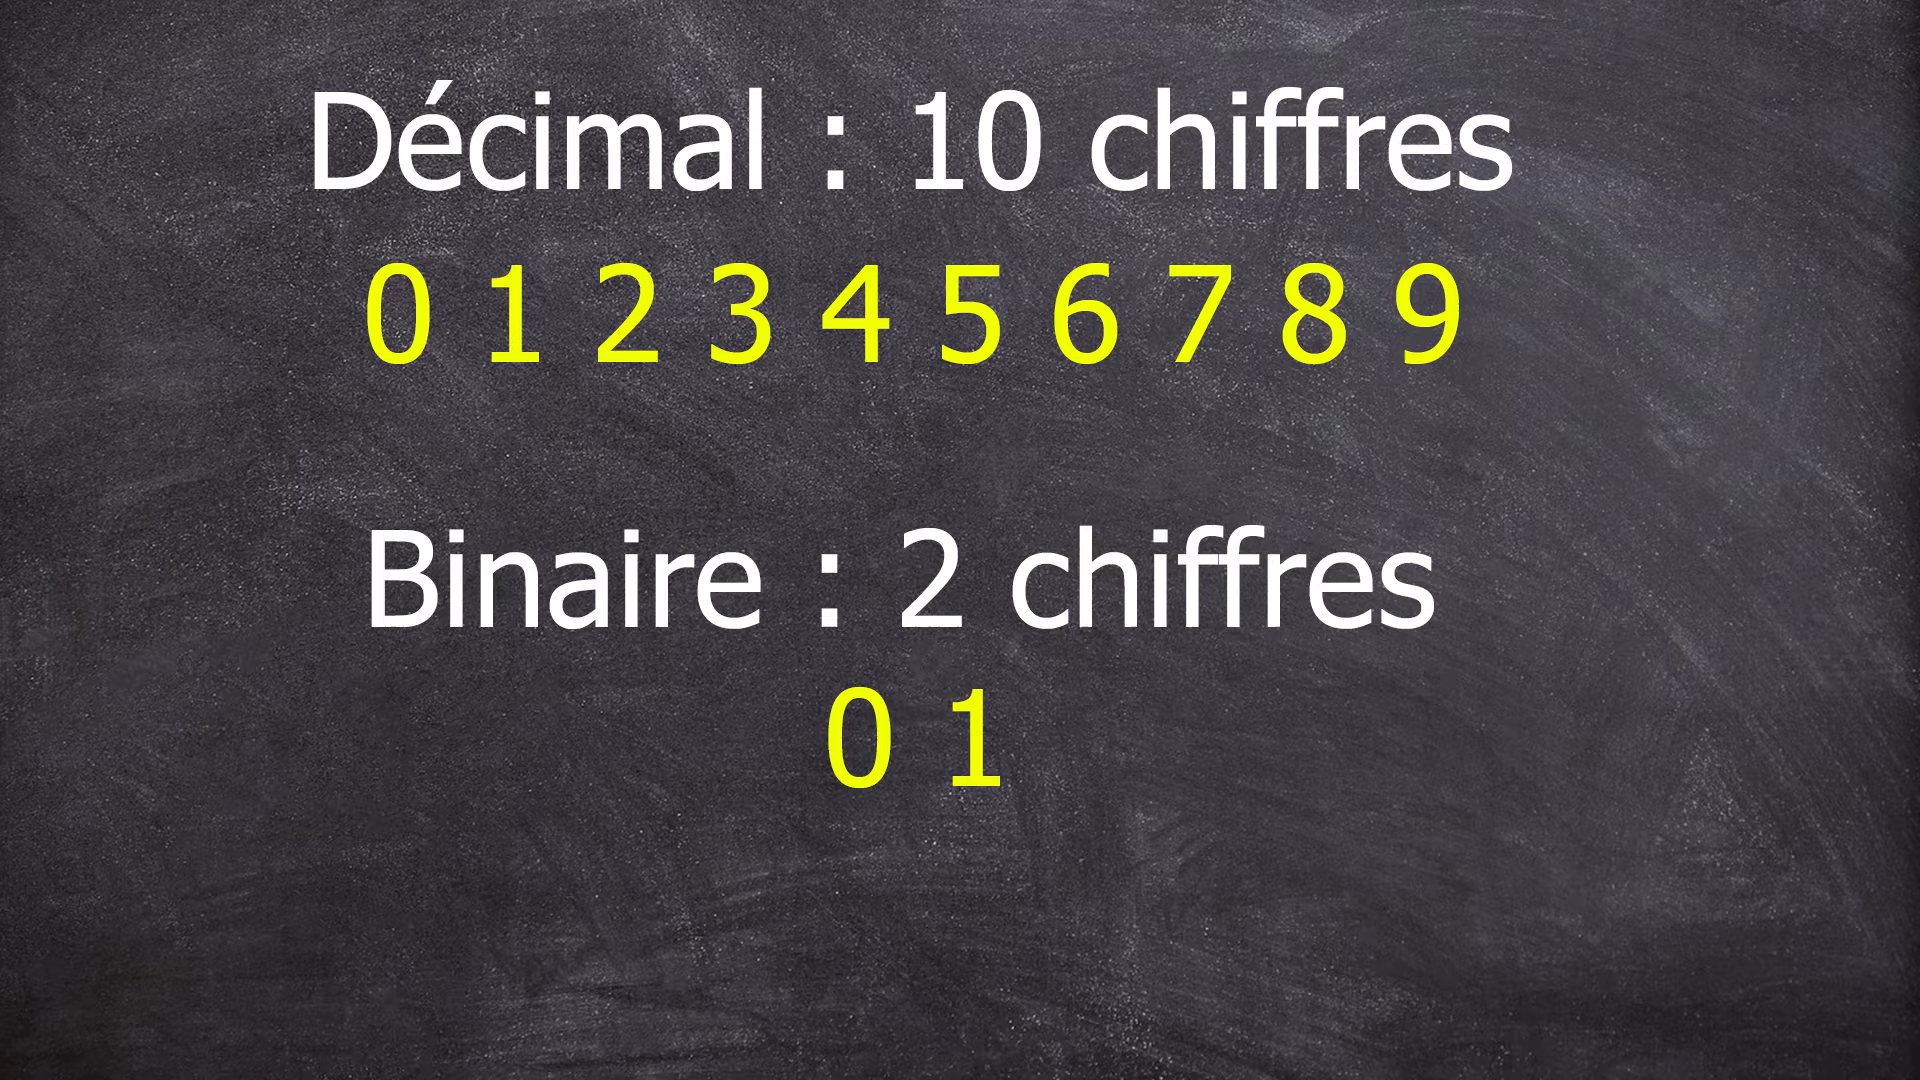 Décimal : 10 chiffres
0 1 2 3 4 5 6 7 8 9
Binaire : 2 chiffres
0 1